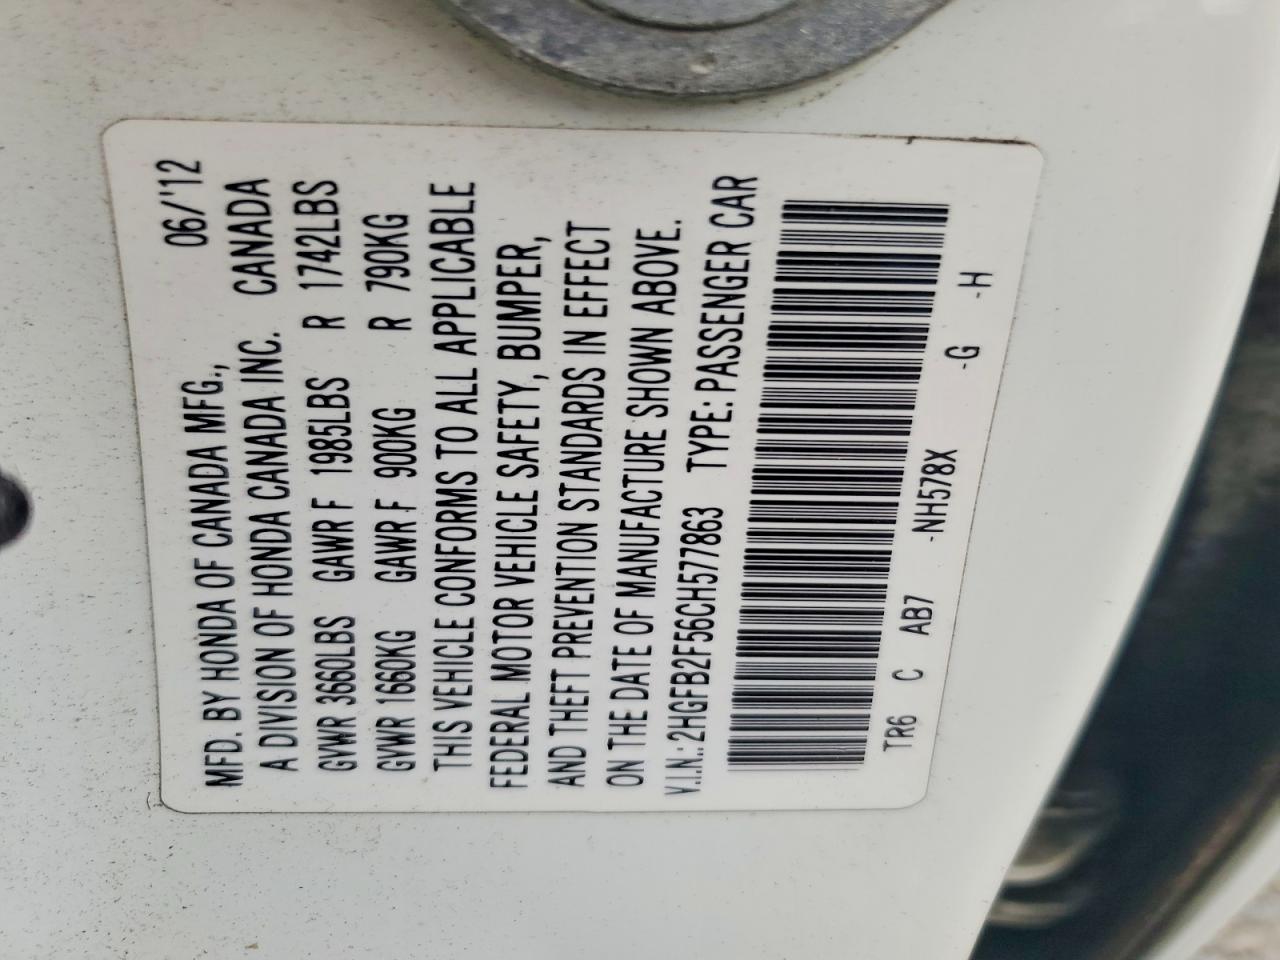 MFD. BY HONDA OF CANADA MFG., 06/'12
A DIVISION OF HONDA CANADA INC. CANADA
GVWR 3660LBS GAWR F 1985LBS R 1742LBS
GVWR 1660KG GAWR F 900KG R 790KG
THIS VEHICLE CONFORMS TO ALL APPLICABLE
FEDERAL MOTOR VEHICLE SAFETY, BUMPER,
AND THEFT PREVENTION STANDARDS IN EFFECT
ON THE DATE OF MANUFACTURE SHOWN ABOVE.
V.I.N.: 2HGFB2F56CH577863 TYPE: PASSENGER CAR
TR6 C AB7 -NH578X -G -H